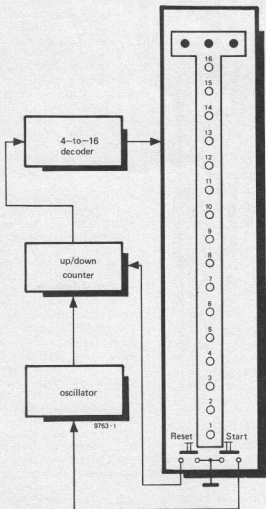 16
15
14
4-to-16
decoder
13
12
11
10
9
up/down
counter
8
7
6
5
4
oscillator
3
2
9753 - 1
1
Reset
Start